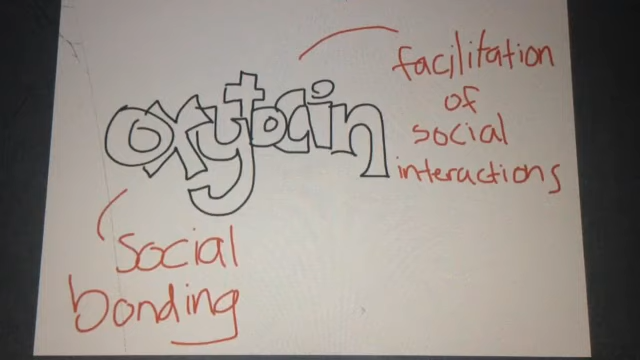 oxytocin
facilitation
of
social
interactions
social
bonding